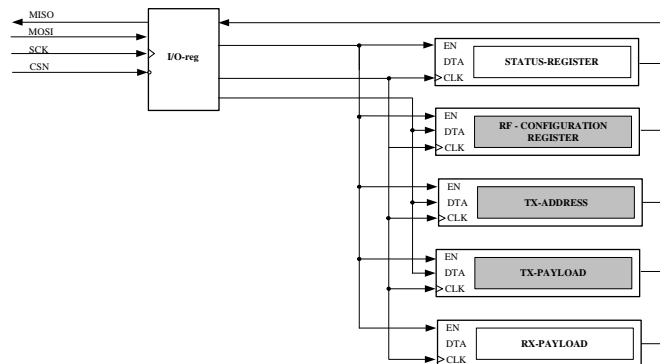 MISO
MOSI
SCK
CSN
I/O-reg
EN
DTA
CLK
STATUS-REGISTER
EN
DTA
CLK
RF - CONFIGURATION
REGISTER
EN
DTA
CLK
TX-ADDRESS
EN
DTA
CLK
TX-PAYLOAD
EN
DTA
CLK
RX-PAYLOAD